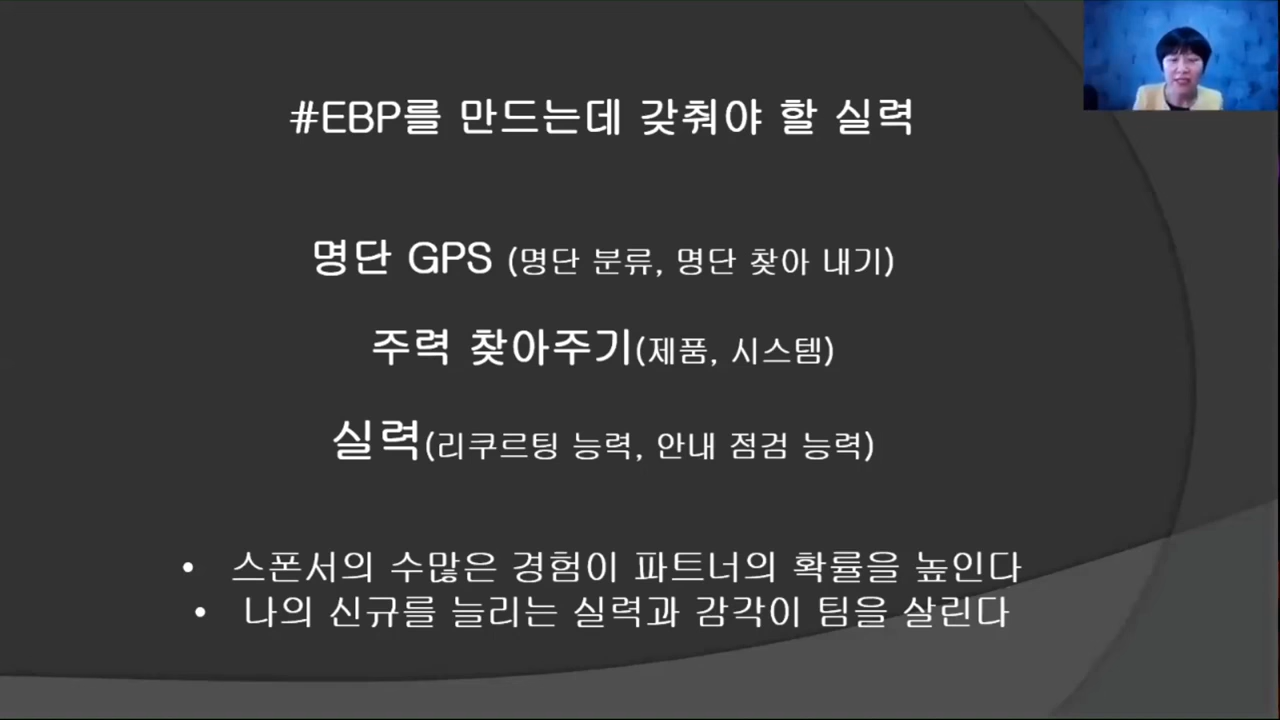 #EBP를 만드는데 갖춰야 할 실력
명단 GPS (명단 분류, 명단 찾아 내기)
주력 찾아주기(제품, 시스템)
실력(리쿠르팅 능력, 안내 점검 능력)
• 스폰서의 수많은 경험이 파트너의 확률을 높인다
• 나의 신규를 늘리는 실력과 감각이 팀을 살린다